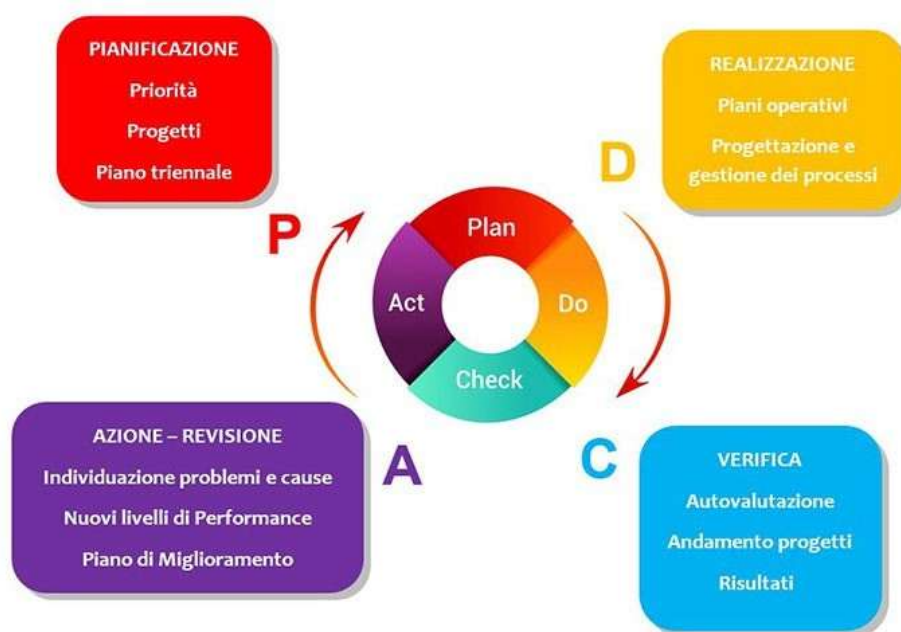 PIANIFICAZIONE
Priorità
Progetti
Piano triennale
REALIZZAZIONE
Piani operativi
Progettazione e
gestione dei processi
P
D
Plan
Act
Do
Check
A
C
AZIONE – REVISIONE
Individuazione problemi e cause
Nuovi livelli di Performance
Piano di Miglioramento
VERIFICA
Autovalutazione
Andamento progetti
Risultati